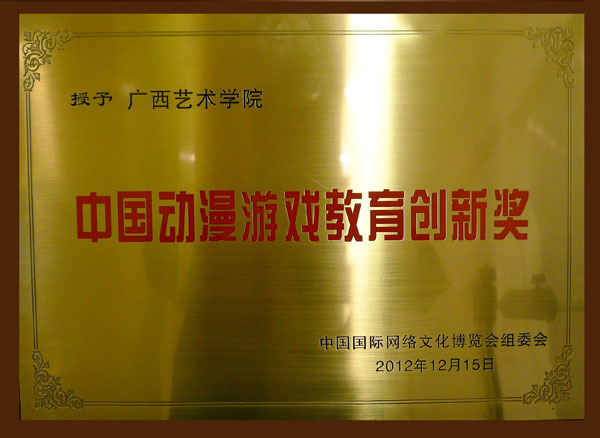 授予 广西艺术学院
中国动漫游戏教育创新奖
中国国际网络文化博览会组委会
2012年12月15日